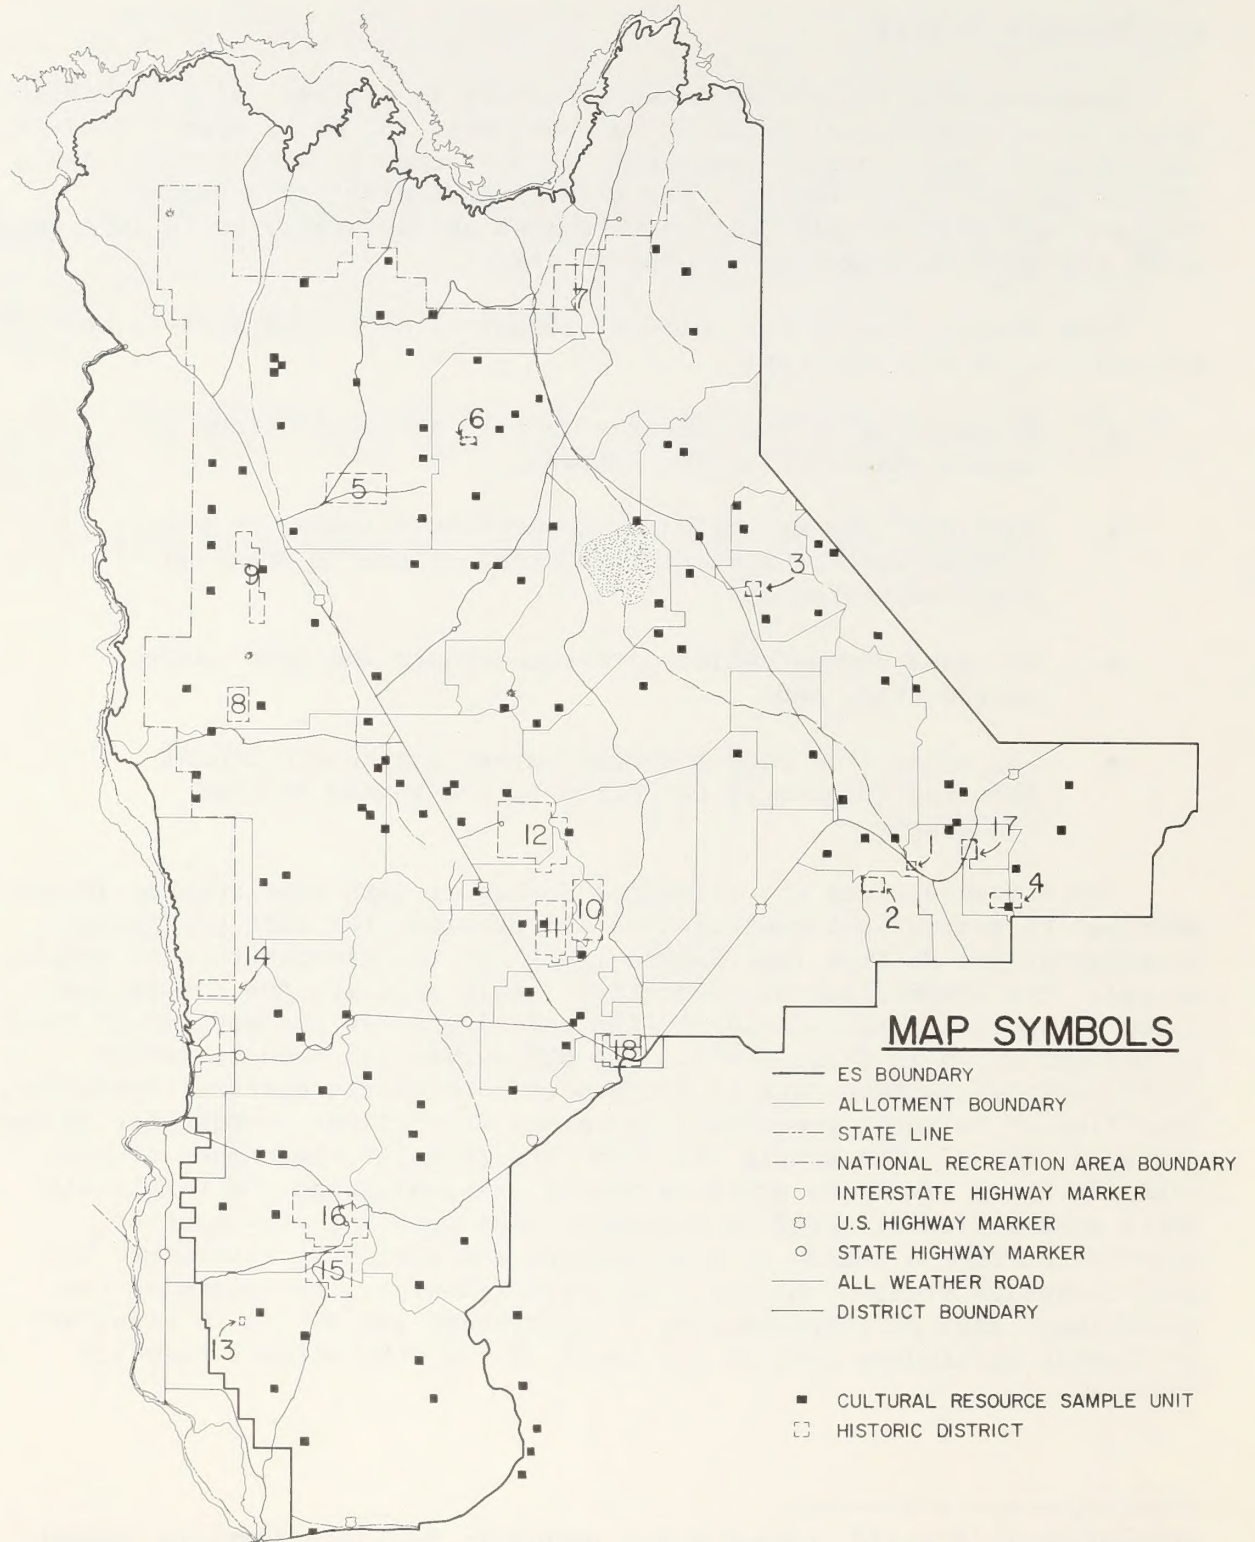 7
6
5
3
9
8
12
1
17
4
2
10
11
14
MAP SYMBOLS
18
ES BOUNDARY
ALLOTMENT BOUNDARY
STATE LINE
NATIONAL RECREATION AREA BOUNDARY
INTERSTATE HIGHWAY MARKER
U.S. HIGHWAY MARKER
STATE HIGHWAY MARKER
ALL WEATHER ROAD
DISTRICT BOUNDARY
16
15
13
CULTURAL RESOURCE SAMPLE UNIT
HISTORIC DISTRICT